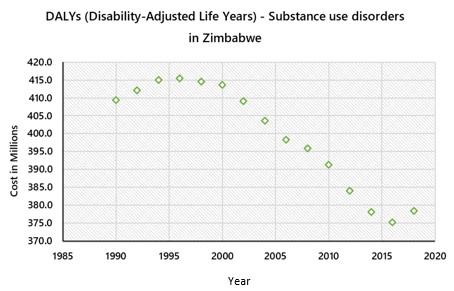 DALYs (Disability-Adjusted Life Years) - Substance use disorders
in Zimbabwe
420.0
415.0
410.0
405.0
400.0
395.0
390.0
385.0
380.0
375.0
370.0
Cost in Millions
1985 1990 1995 2000 2005 2010 2015 2020
Year